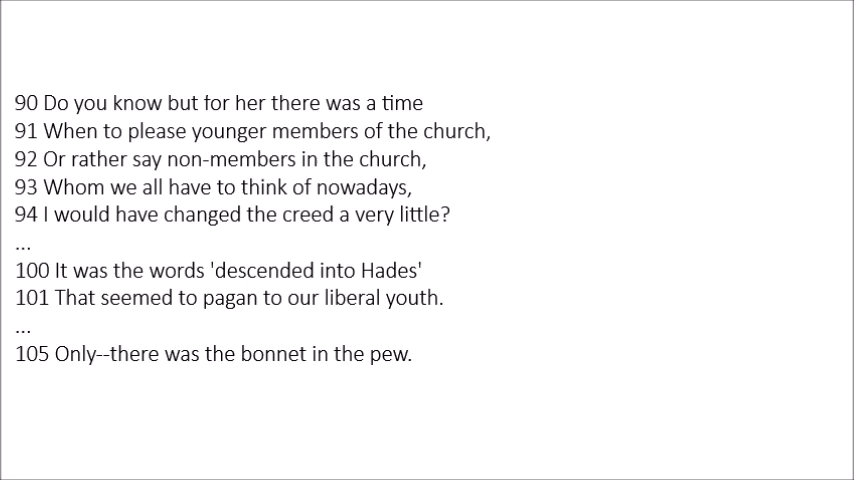 90 Do you know but for her there was a time
91 When to please younger members of the church,
92 Or rather say non-members in the church,
93 Whom we all have to think of nowadays,
94 I would have changed the creed a very little?
...
100 It was the words 'descended into Hades'
101 That seemed to pagan to our liberal youth.
...
105 Only--there was the bonnet in the pew.